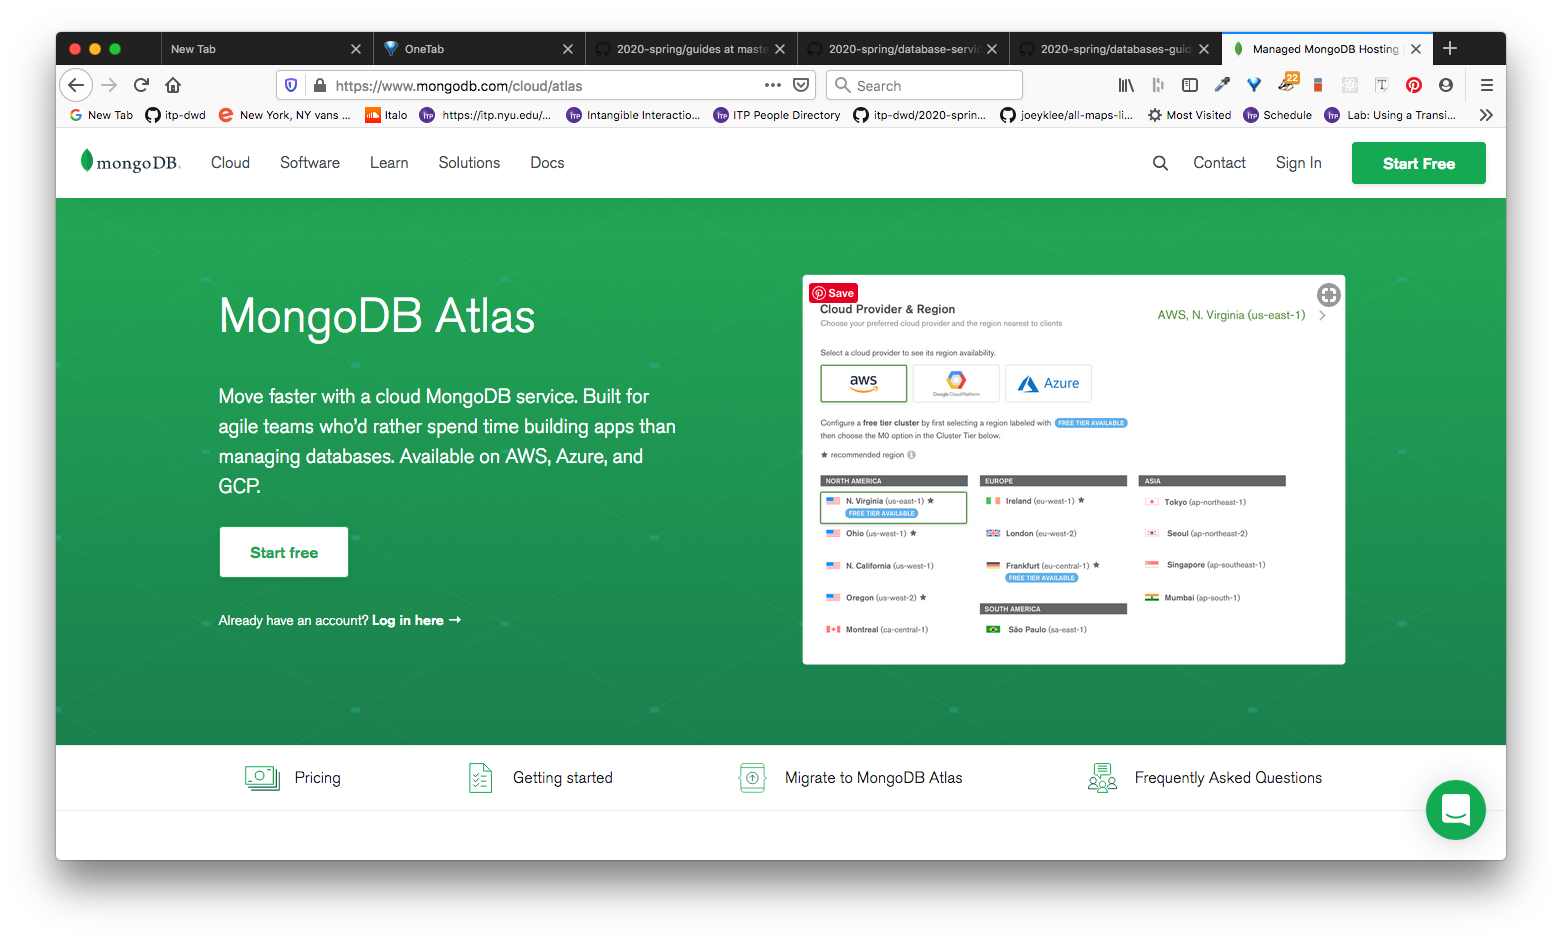 New Tab
OneTab
2020-spring/guides at maste
2020-spring/database-servic
2020-spring/databases-guid
Managed MongoDB Hosting
https://www.mongodb.com/cloud/atlas
Search
22
New Tab
itp-dwd
New York, NY vans ...
Italo
https://itp.nyu.edu/...
Intangible Interactio...
ITP People Directory
itp-dwd/2020-sprin...
joeyklee/all-maps-li...
Most Visited
Schedule
Lab: Using a Transi...
mongoDB.
Cloud
Software
Learn
Solutions
Docs
Contact
Sign In
Start Free
MongoDB Atlas
Move faster with a cloud MongoDB service. Built for
agile teams who’d rather spend time building apps than
managing databases. Available on AWS, Azure, and
GCP.
Start free
Already have an account? Log in here →
Save
Cloud Provider & Region
Choose your preferred cloud provider and the region nearest to clients
AWS, N. Virginia (us-east-1)
Select a cloud provider to see its region availability.
aws
Google Cloud Platform
Azure
Configure a free tier cluster by first selecting a region labeled with FREE TIER AVAILABLE
then choose the M0 option in the Cluster Tier below.
★ recommended region
NORTH AMERICA
N. Virginia (us-east-1) ★
FREE TIER AVAILABLE
Ohio (us-west-1) ★
N. California (us-west-1)
Oregon (us-west-2) ★
Montreal (ca-central-1)
EUROPE
Ireland (eu-west-1) ★
London (eu-west-2)
Frankfurt (eu-central-1) ★
FREE TIER AVAILABLE
SOUTH AMERICA
São Paulo (sa-east-1)
ASIA
Tokyo (ap-northeast-1)
Seoul (ap-northeast-2)
Singapore (ap-southeast-1)
Mumbai (ap-south-1)
Pricing
Getting started
Migrate to MongoDB Atlas
Frequently Asked Questions